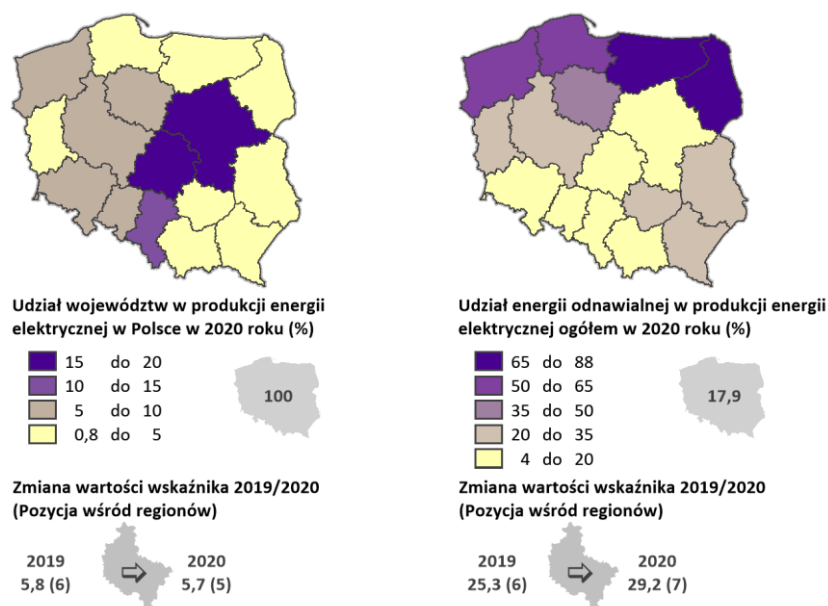 Udział województw w produkcji energii
elektrycznej w Polsce w 2020 roku (%)
15 do 20
10 do 15
5 do 10
0,8 do 5
100
Zmiana wartości wskaźnika 2019/2020
(Pozycja wśród regionów)
2019
5,8 (6)
2020
5,7 (5)
Udział energii odnawialnej w produkcji energii
elektrycznej ogółem w 2020 roku (%)
65 do 88
50 do 65
35 do 50
20 do 35
4 do 20
17,9
Zmiana wartości wskaźnika 2019/2020
(Pozycja wśród regionów)
2019
25,3 (6)
2020
29,2 (7)